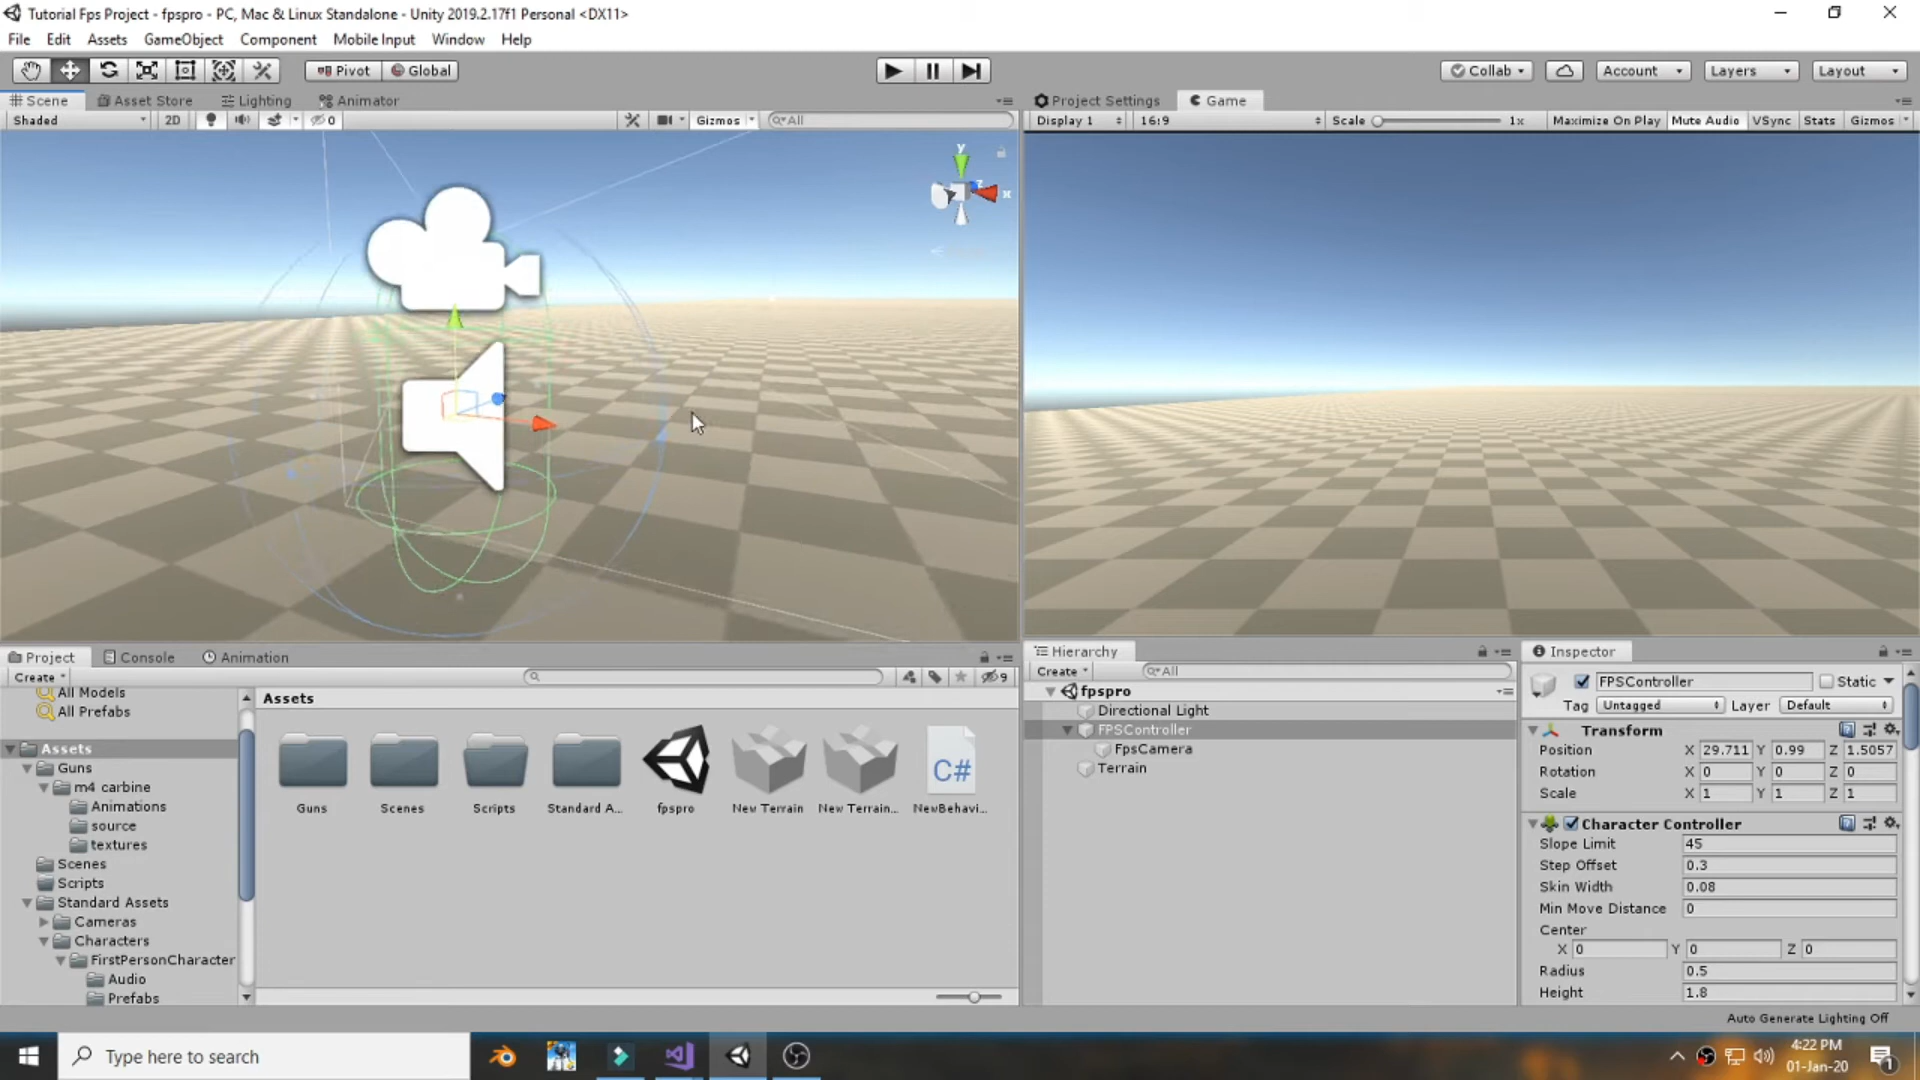 Tutorial Fps Project - fpspro - PC, Mac & Linux Standalone - Unity 2019.2.17f1 Personal <DX11>
File Edit Assets GameObject Component Mobile Input Window Help
Pivot Global Collab Account Layers Layout
Scene Asset Store Lighting Animator
Shaded 2D 0 Gizmos All
Project Settings Game
Display 1 16:9 Scale 1x Maximize On Play Mute Audio VSync Stats Gizmos
y
x
z
Project Console Animation
Create 9
All Models
All Prefabs
Assets
Guns
m4 carbine
Animations
source
textures
Scenes
Scripts
Standard Assets
Cameras
Characters
FirstPersonCharacter
Audio
Prefabs
Assets
C#
Guns Scenes Scripts Standard A... fpspro New Terrain New Terrain... NewBehavi...
Hierarchy
Create All
fpspro
Directional Light
FPSController
FpsCamera
Terrain
Inspector
FPSController Static
Tag Untagged Layer Default
Transform
Position X 29.711 Y 0.99 Z 1.5057
Rotation X 0 Y 0 Z 0
Scale X 1 Y 1 Z 1
Character Controller
Slope Limit 45
Step Offset 0.3
Skin Width 0.08
Min Move Distance 0
Center
X 0 Y 0 Z 0
Radius 0.5
Height 1.8
Auto Generate Lighting Off
Type here to search
4:22 PM
01-Jan-20
1